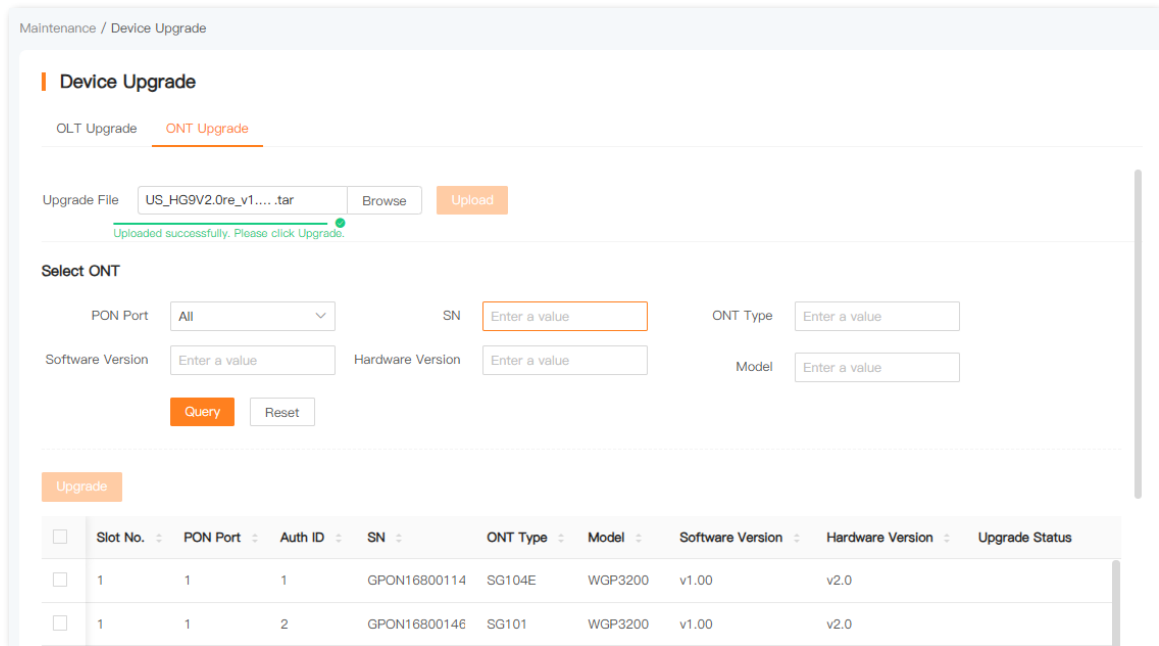 Maintenance / Device Upgrade
Device Upgrade
OLT Upgrade ONT Upgrade
Upgrade File US_HG9V2.0re_v1.... .tar Browse Upload
Uploaded successfully. Please click Upgrade.
Select ONT
PON Port All SN Enter a value ONT Type Enter a value
Software Version Enter a value Hardware Version Enter a value Model Enter a value
Query Reset
Upgrade
Slot No. PON Port Auth ID SN ONT Type Model Software Version Hardware Version Upgrade Status
1 1 1 GPON16800114 SG104E WGP3200 v1.00 v2.0
1 1 2 GPON16800146 SG101 WGP3200 v1.00 v2.0